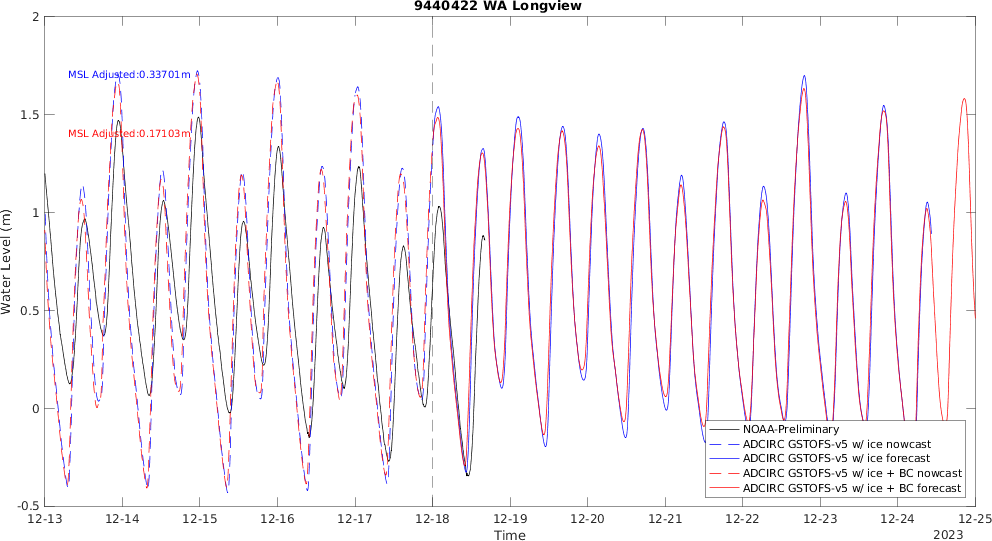 9440422 WA Longview
2
1.5
1
0.5
0
-0.5
Water Level (m)
MSL Adjusted:0.33701m
MSL Adjusted:0.17103m
NOAA-Preliminary
ADCIRC GSTOFS-v5 w/ ice nowcast
ADCIRC GSTOFS-v5 w/ ice forecast
ADCIRC GSTOFS-v5 w/ ice + BC nowcast
ADCIRC GSTOFS-v5 w/ ice + BC forecast
12-13 12-14 12-15 12-16 12-17 12-18 12-19 12-20 12-21 12-22 12-23 12-24 12-25
Time
2023